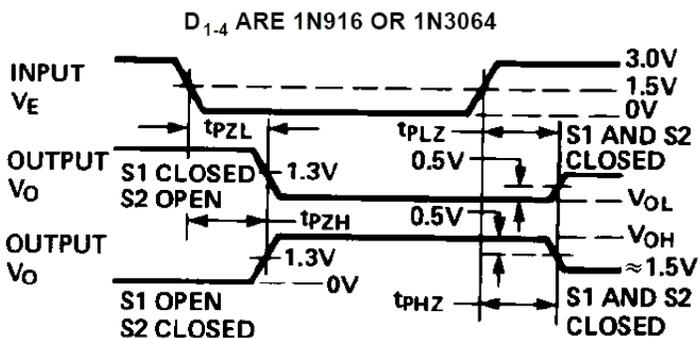 D1-4 ARE 1N916 OR 1N3064
INPUT
VE
3.0V
1.5V
0V
tPZL
tPLZ
S1 AND S2
CLOSED
OUTPUT
VO
S1 CLOSED
S2 OPEN
1.3V
0.5V
VOL
tPZH
0.5V
VOH
OUTPUT
VO
1.3V
0V
≈1.5V
S1 OPEN
S2 CLOSED
tPHZ
S1 AND S2
CLOSED